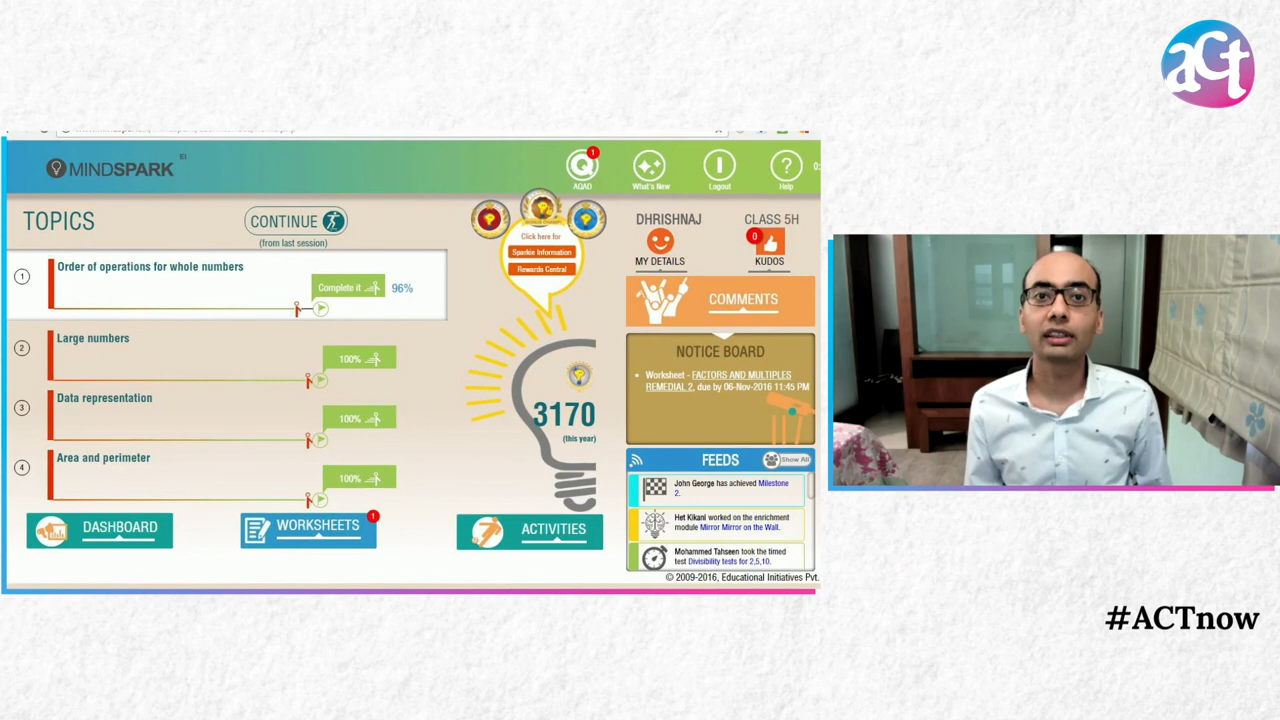 act
MINDSPARK EI
1
AQAD
What's New
Logout
Help
0:
TOPICS
CONTINUE
(from last session)
1
Order of operations for whole numbers
Complete it
96%
2
Large numbers
100%
3
Data representation
100%
4
Area and perimeter
100%
DASHBOARD
WORKSHEETS
1
ACTIVITIES
Click here for
Sparkie Information
Rewards Central
3170
(this year)
DHRISHNAJ
CLASS 5H
MY DETAILS
0
KUDOS
COMMENTS
NOTICE BOARD
Worksheet - FACTORS AND MULTIPLES
REMEDIAL 2, due by 06-Nov-2016 11:45 PM
FEEDS
Show All
John George has achieved Milestone
2.
Het Kikani worked on the enrichment
module Mirror Mirror on the Wall.
Mohammed Tahseen took the timed
test Divisibility tests for 2,5,10.
© 2009-2016, Educational Initiatives Pvt.
#ACTnow